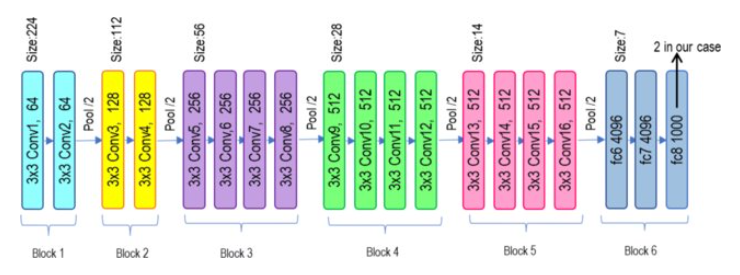 Size:224
3x3 Conv1, 64
3x3 Conv2, 64
Pool /2
Size:112
3x3 Conv3, 128
3x3 Conv4, 128
Pool /2
Size:56
3x3 Conv5, 256
3x3 Conv,6 256
3x3 Conv7, 256
3x3 Conv8, 256
Pool /2
Size:28
3x3 Conv9, 512
3x3 Conv10, 512
3x3 Conv11, 512
3x3 Conv12, 512
Pool /2
Size:14
3x3 Conv13, 512
3x3 Conv14, 512
3x3 Conv15, 512
3x3 Conv16, 512
Pool /2
Size:7
fc6 4096
fc7 4096
fc8 1000
2 in our case
Block 1
Block 2
Block 3
Block 4
Block 5
Block 6